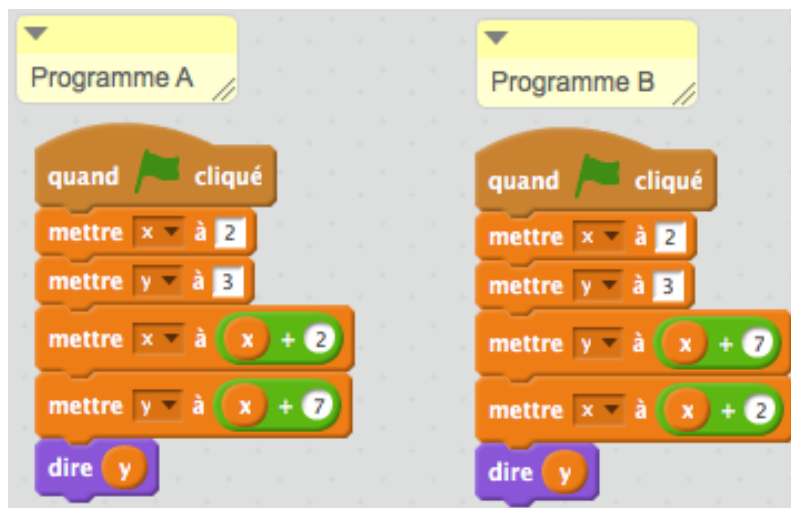 Programme A
quand cliqué
mettre x à 2
mettre y à 3
mettre x à x + 2
mettre y à x + 7
dire y
Programme B
quand cliqué
mettre x à 2
mettre y à 3
mettre y à x + 7
mettre x à x + 2
dire y